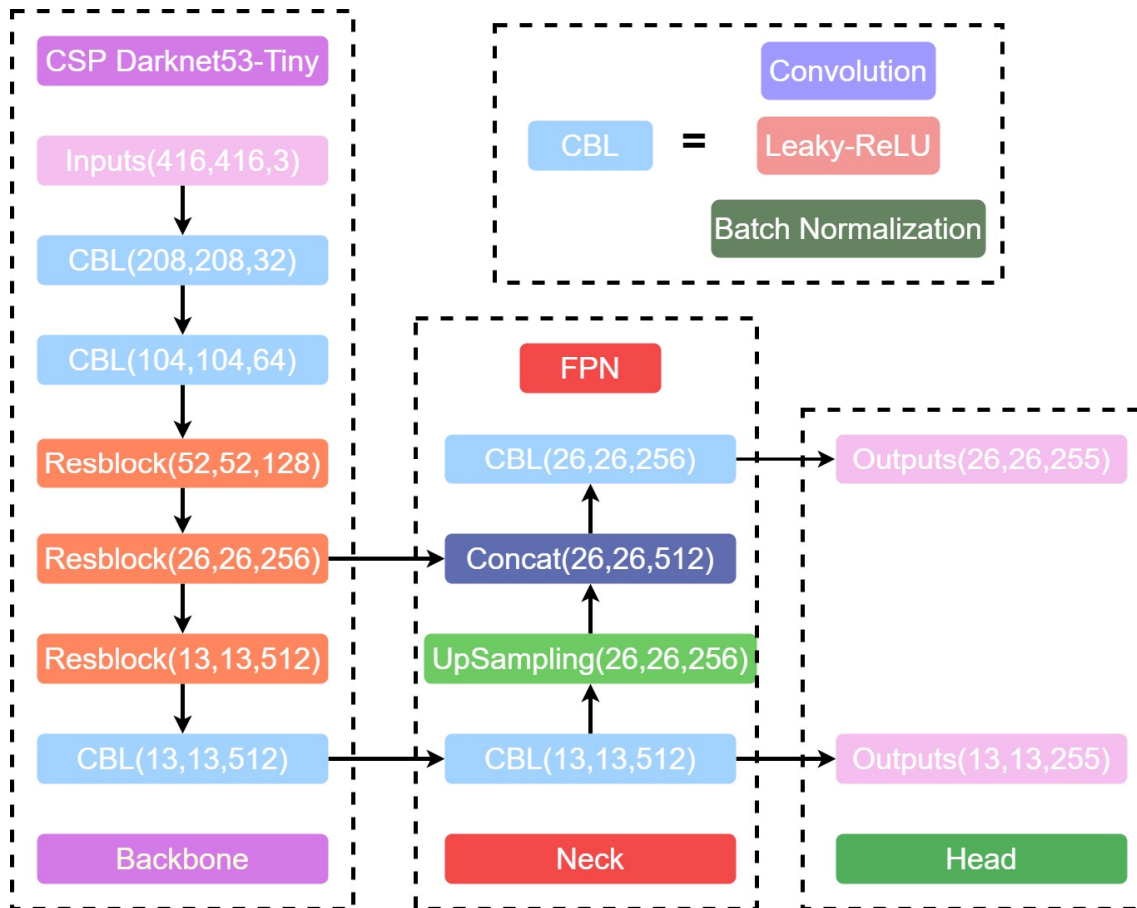 CSP Darknet53-Tiny
Inputs(416,416,3)
CBL(208,208,32)
CBL(104,104,64)
Resblock(52,52,128)
Resblock(26,26,256)
Resblock(13,13,512)
CBL(13,13,512)
Backbone
CBL
=
Convolution
Leaky-ReLU
Batch Normalization
FPN
CBL(26,26,256)
Concat(26,26,512)
UpSampling(26,26,256)
CBL(13,13,512)
Neck
Outputs(26,26,255)
Outputs(13,13,255)
Head